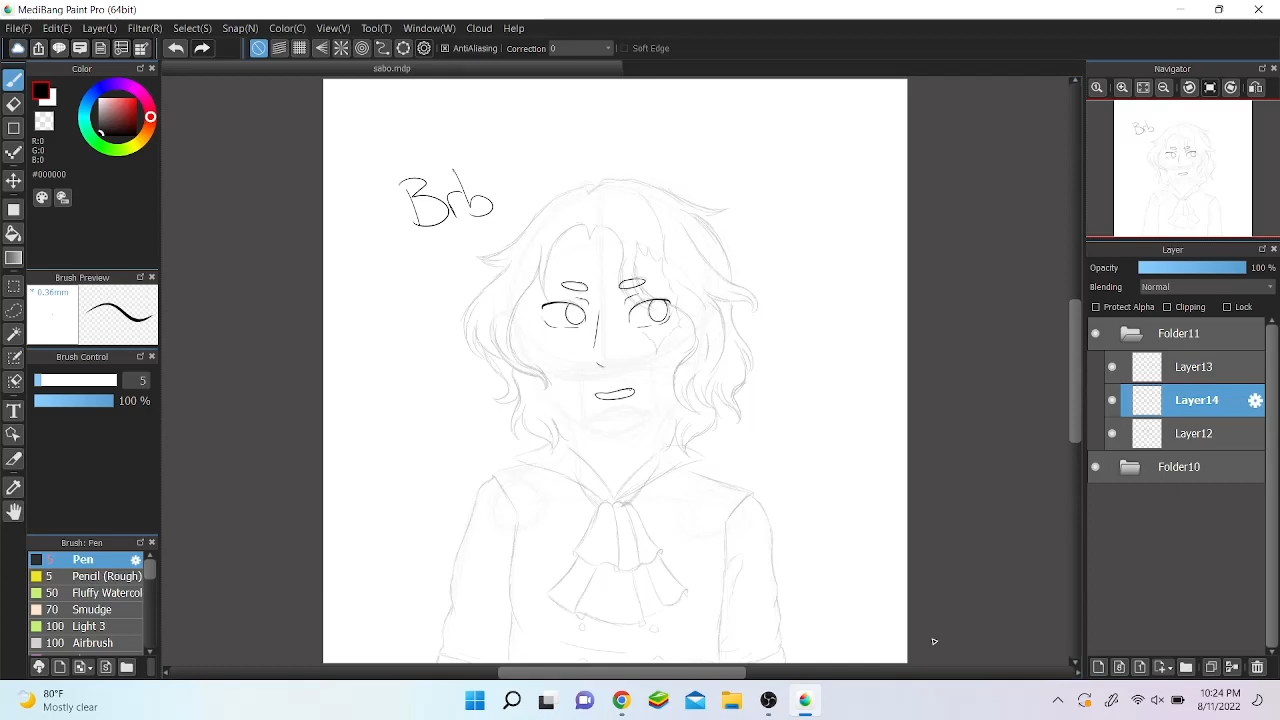 MediBang Paint Pro (64bit)
File(F) Edit(E) Layer(L) Filter(R) Select(S) Snap(N) Color(C) View(V) Tool(T) Window(W) Cloud Help
AntiAliasing Correction 0 Soft Edge
Color
sabo.mdp
Navigator
R:0
G:0
B:0
#000000
Brb
Layer
Opacity 100 %
Brush Preview
Blending Normal
0.36mm
Protect Alpha Clipping Lock
Folder11
Brush Control
Layer13
5
100 %
Layer14
Layer12
Folder10
Brush: Pen
5 Pen
5 Pencil (Rough)
50 Fluffy Watercol
70 Smudge
100 Light 3
100 Airbrush
80°F
Mostly clear
10:24 PM
8/11/2022